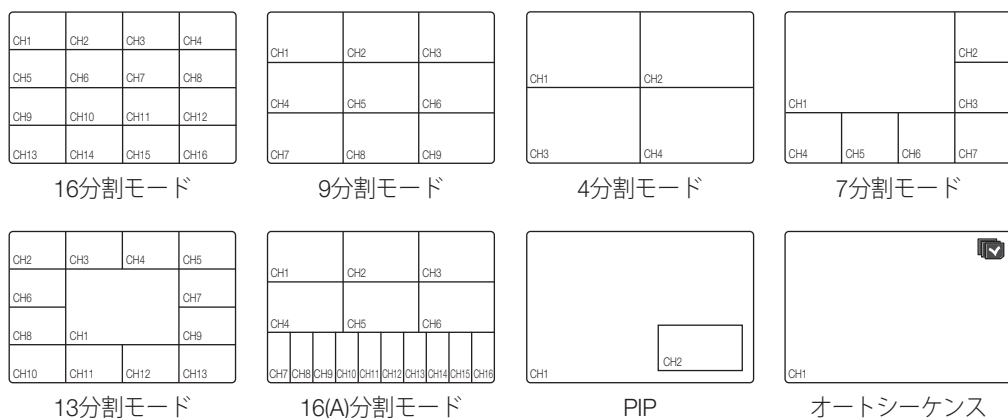 CH1 CH2 CH3 CH4
CH5 CH6 CH7 CH8
CH9 CH10 CH11 CH12
CH13 CH14 CH15 CH16
16分割モード
CH1 CH2 CH3
CH4 CH5 CH6
CH7 CH8 CH9
9分割モード
CH1 CH2
CH3 CH4
4分割モード
CH2
CH1 CH3
CH4 CH5 CH6 CH7
7分割モード
CH2 CH3 CH4 CH5
CH6 CH7
CH8 CH1 CH9
CH10 CH11 CH12 CH13
13分割モード
CH1 CH2 CH3
CH4 CH5 CH6
CH7 CH8 CH9 CH10 CH11 CH12 CH13 CH14 CH15 CH16
16(A)分割モード
CH2
CH1
PIP
CH1
オートシーケンス